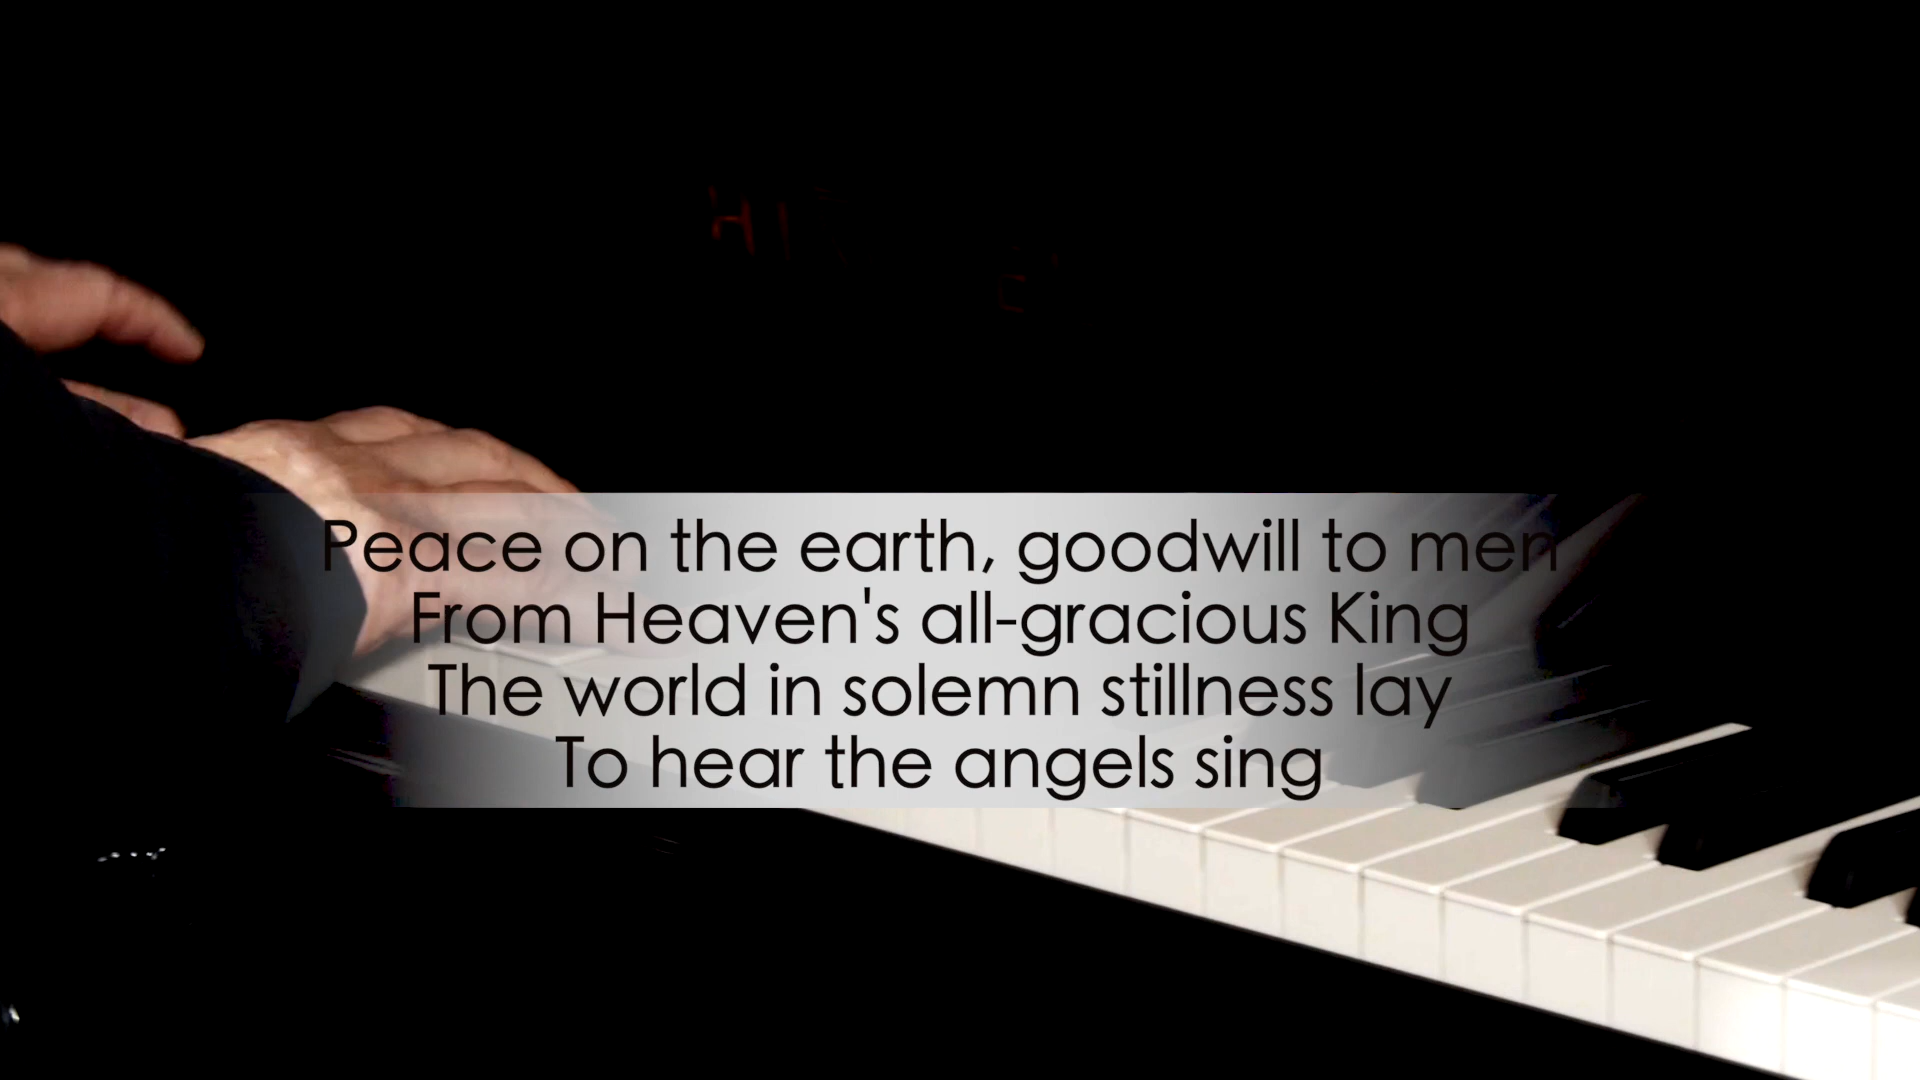 Peace on the earth, goodwill to men
From Heaven's all-gracious King
The world in solemn stillness lay
To hear the angels sing